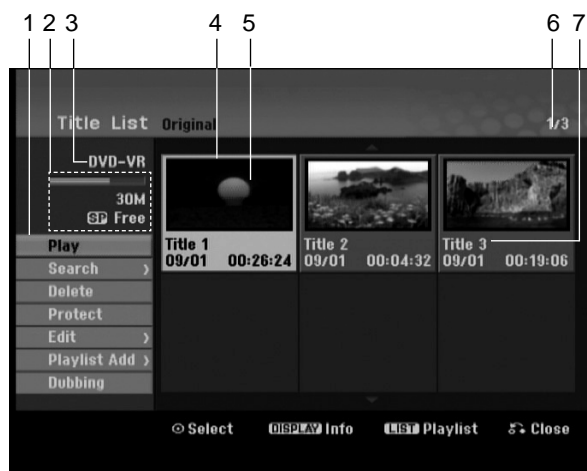 1 2 3 4 5 6 7
Title List Original 1/3
DVD-VR
30M
SP Free
Play
Search
Delete
Protect
Edit
Playlist Add
Dubbing
Title 1
09/01 00:26:24
Title 2
09/01 00:04:32
Title 3
09/01 00:19:06
Select DISPLAY Info LIST Playlist Close